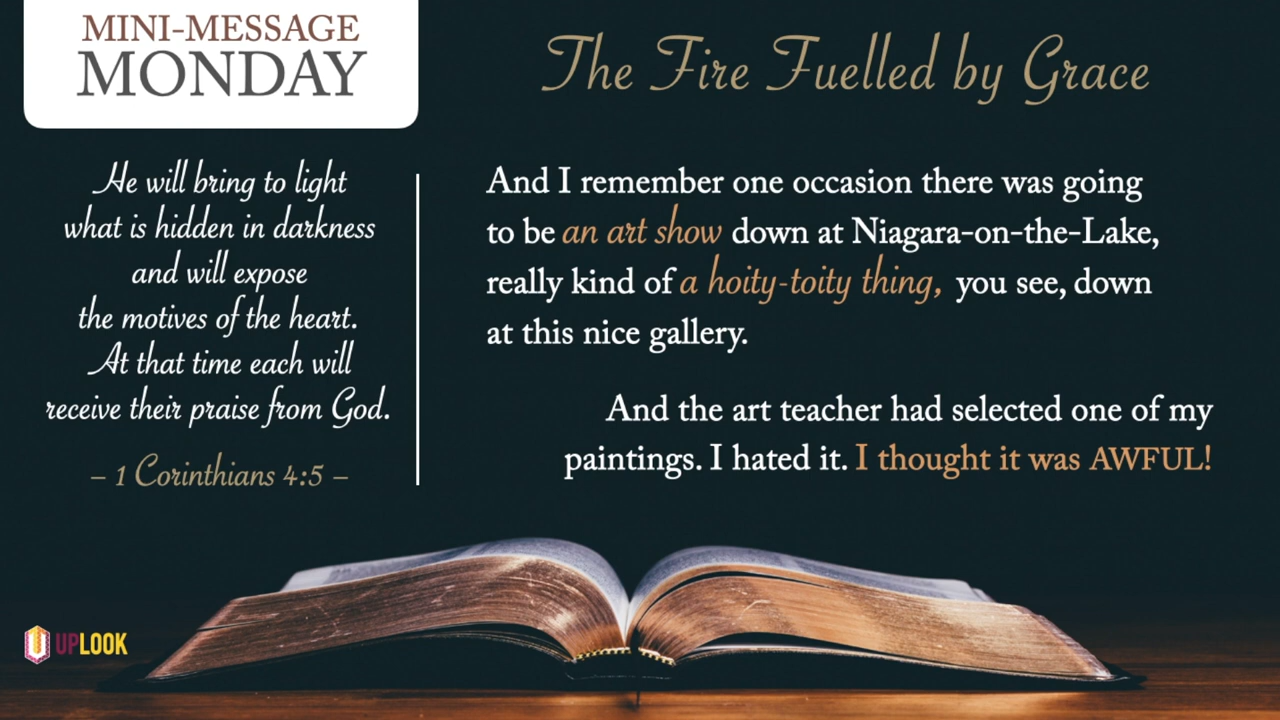 MINI-MESSAGE
MONDAY
The Fire Fuelled by Grace
He will bring to light
what is hidden in darkness
and will expose
the motives of the heart.
At that time each will
receive their praise from God.
– 1 Corinthians 4:5 –
And I remember one occasion there was going
to be an art show down at Niagara-on-the-Lake,
really kind of a hoity-toity thing, you see, down
at this nice gallery.
And the art teacher had selected one of my
paintings. I hated it. I thought it was AWFUL!
UPLOOK